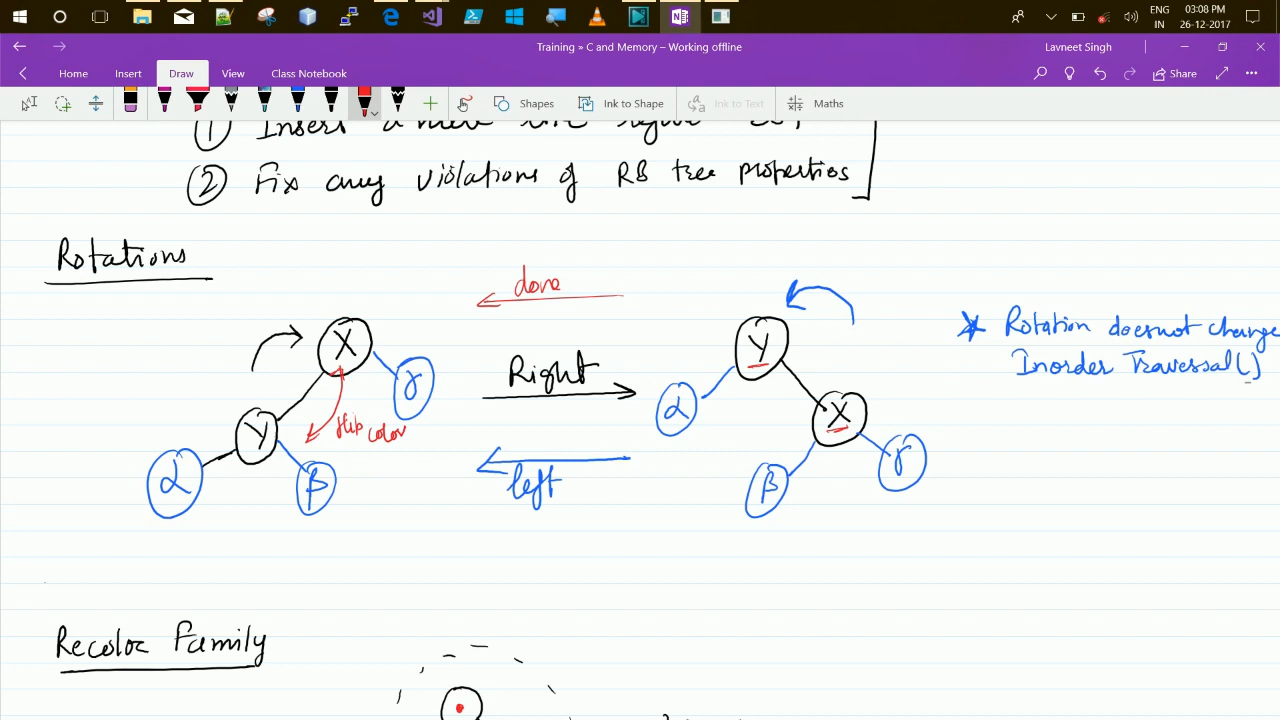 ENG
03:08 PM
IN
26-12-2017
Training » C and Memory – Working offline
Lavneet Singh
Home
Insert
Draw
View
Class Notebook
Share
Shapes
Ink to Shape
Ink to Text
Maths
① Insert a
② Fix any violations of RB tree properties
Rotations
done
X
Y
γ
flip color
α
β
Right
left
Y
α
X
β
γ
* Rotation doesnot change
Inorder Traversal()
Recolor Family